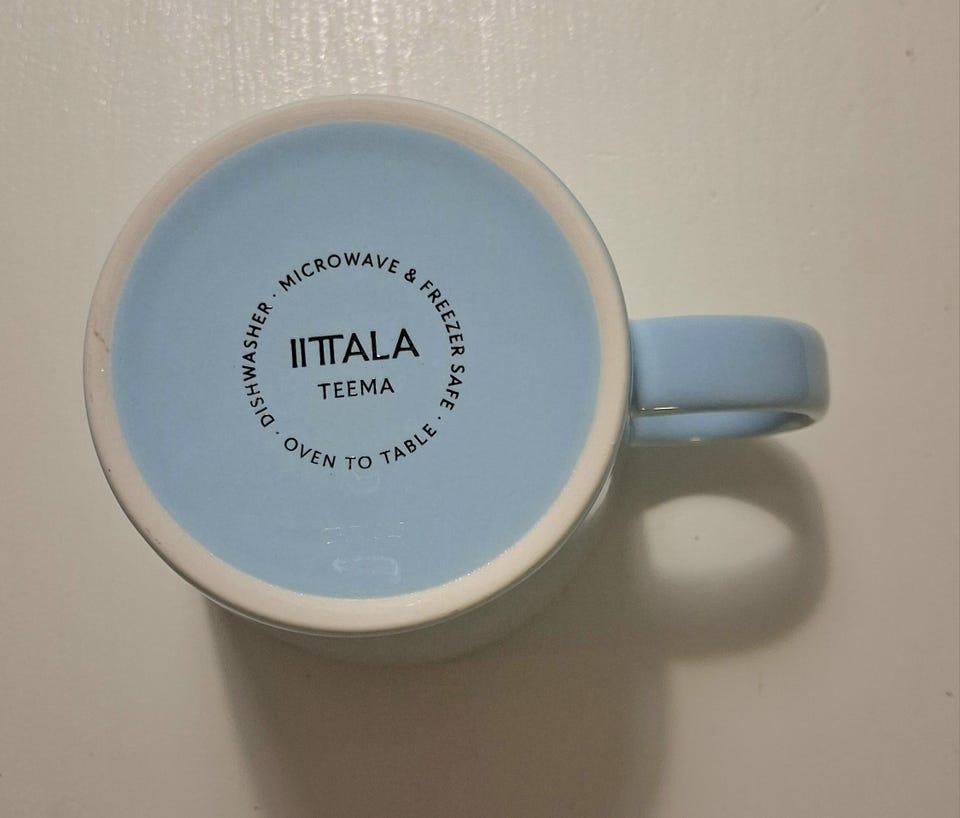 IITTALA
TEEMA
DISHWASHER · MICROWAVE & FREEZER SAFE · OVEN TO TABLE ·